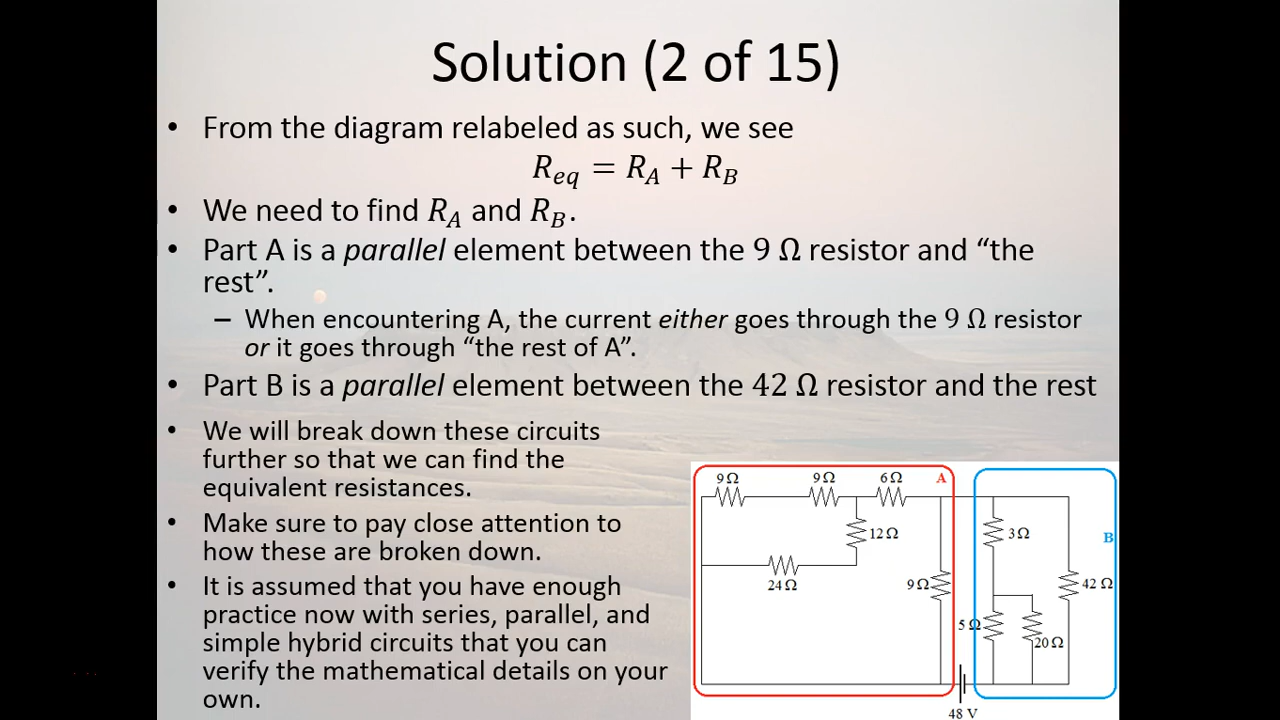 Solution (2 of 15)
• From the diagram relabeled as such, we see
R_eq = R_A + R_B
• We need to find R_A and R_B.
• Part A is a parallel element between the 9 Ω resistor and “the
rest”.
– When encountering A, the current either goes through the 9 Ω resistor
or it goes through “the rest of A”.
• Part B is a parallel element between the 42 Ω resistor and the rest
• We will break down these circuits
further so that we can find the
equivalent resistances.
• Make sure to pay close attention to
how these are broken down.
• It is assumed that you have enough
practice now with series, parallel, and
simple hybrid circuits that you can
verify the mathematical details on your
own.
9 Ω 9 Ω 6 Ω A
12 Ω 3 Ω B
24 Ω 9 Ω 42 Ω
5 Ω 20 Ω
48 V